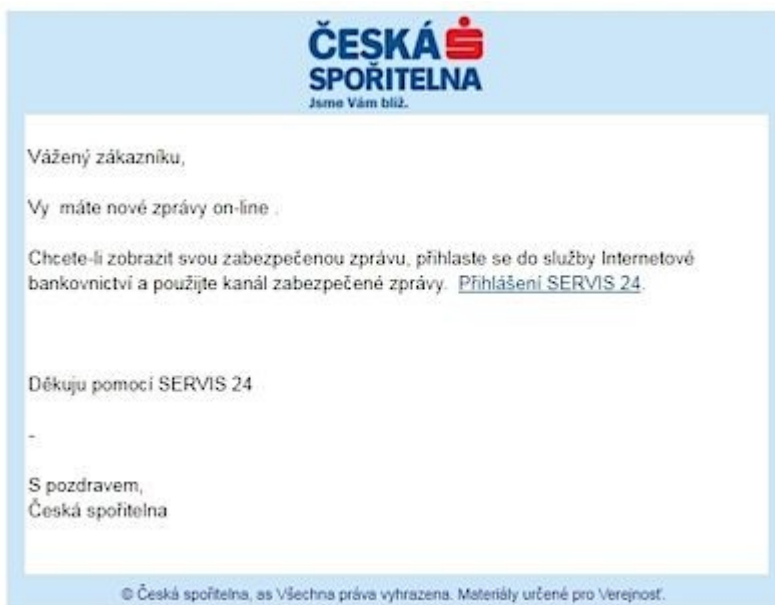 ČESKÁ
SPOŘITELNA
Jsme Vám blíž.
Vážený zákazníku,
Vy máte nové zprávy on-line .
Chcete-li zobrazit svou zabezpečenou zprávu, přihlaste se do služby Internetové
bankovnictví a použijte kanál zabezpečené zprávy. Přihlášení SERVIS 24.
Děkuju pomocí SERVIS 24
-
S pozdravem,
Česká spořitelna
© Česká spořitelna, as Všechna práva vyhrazena. Materiály určené pro Verejnosť.